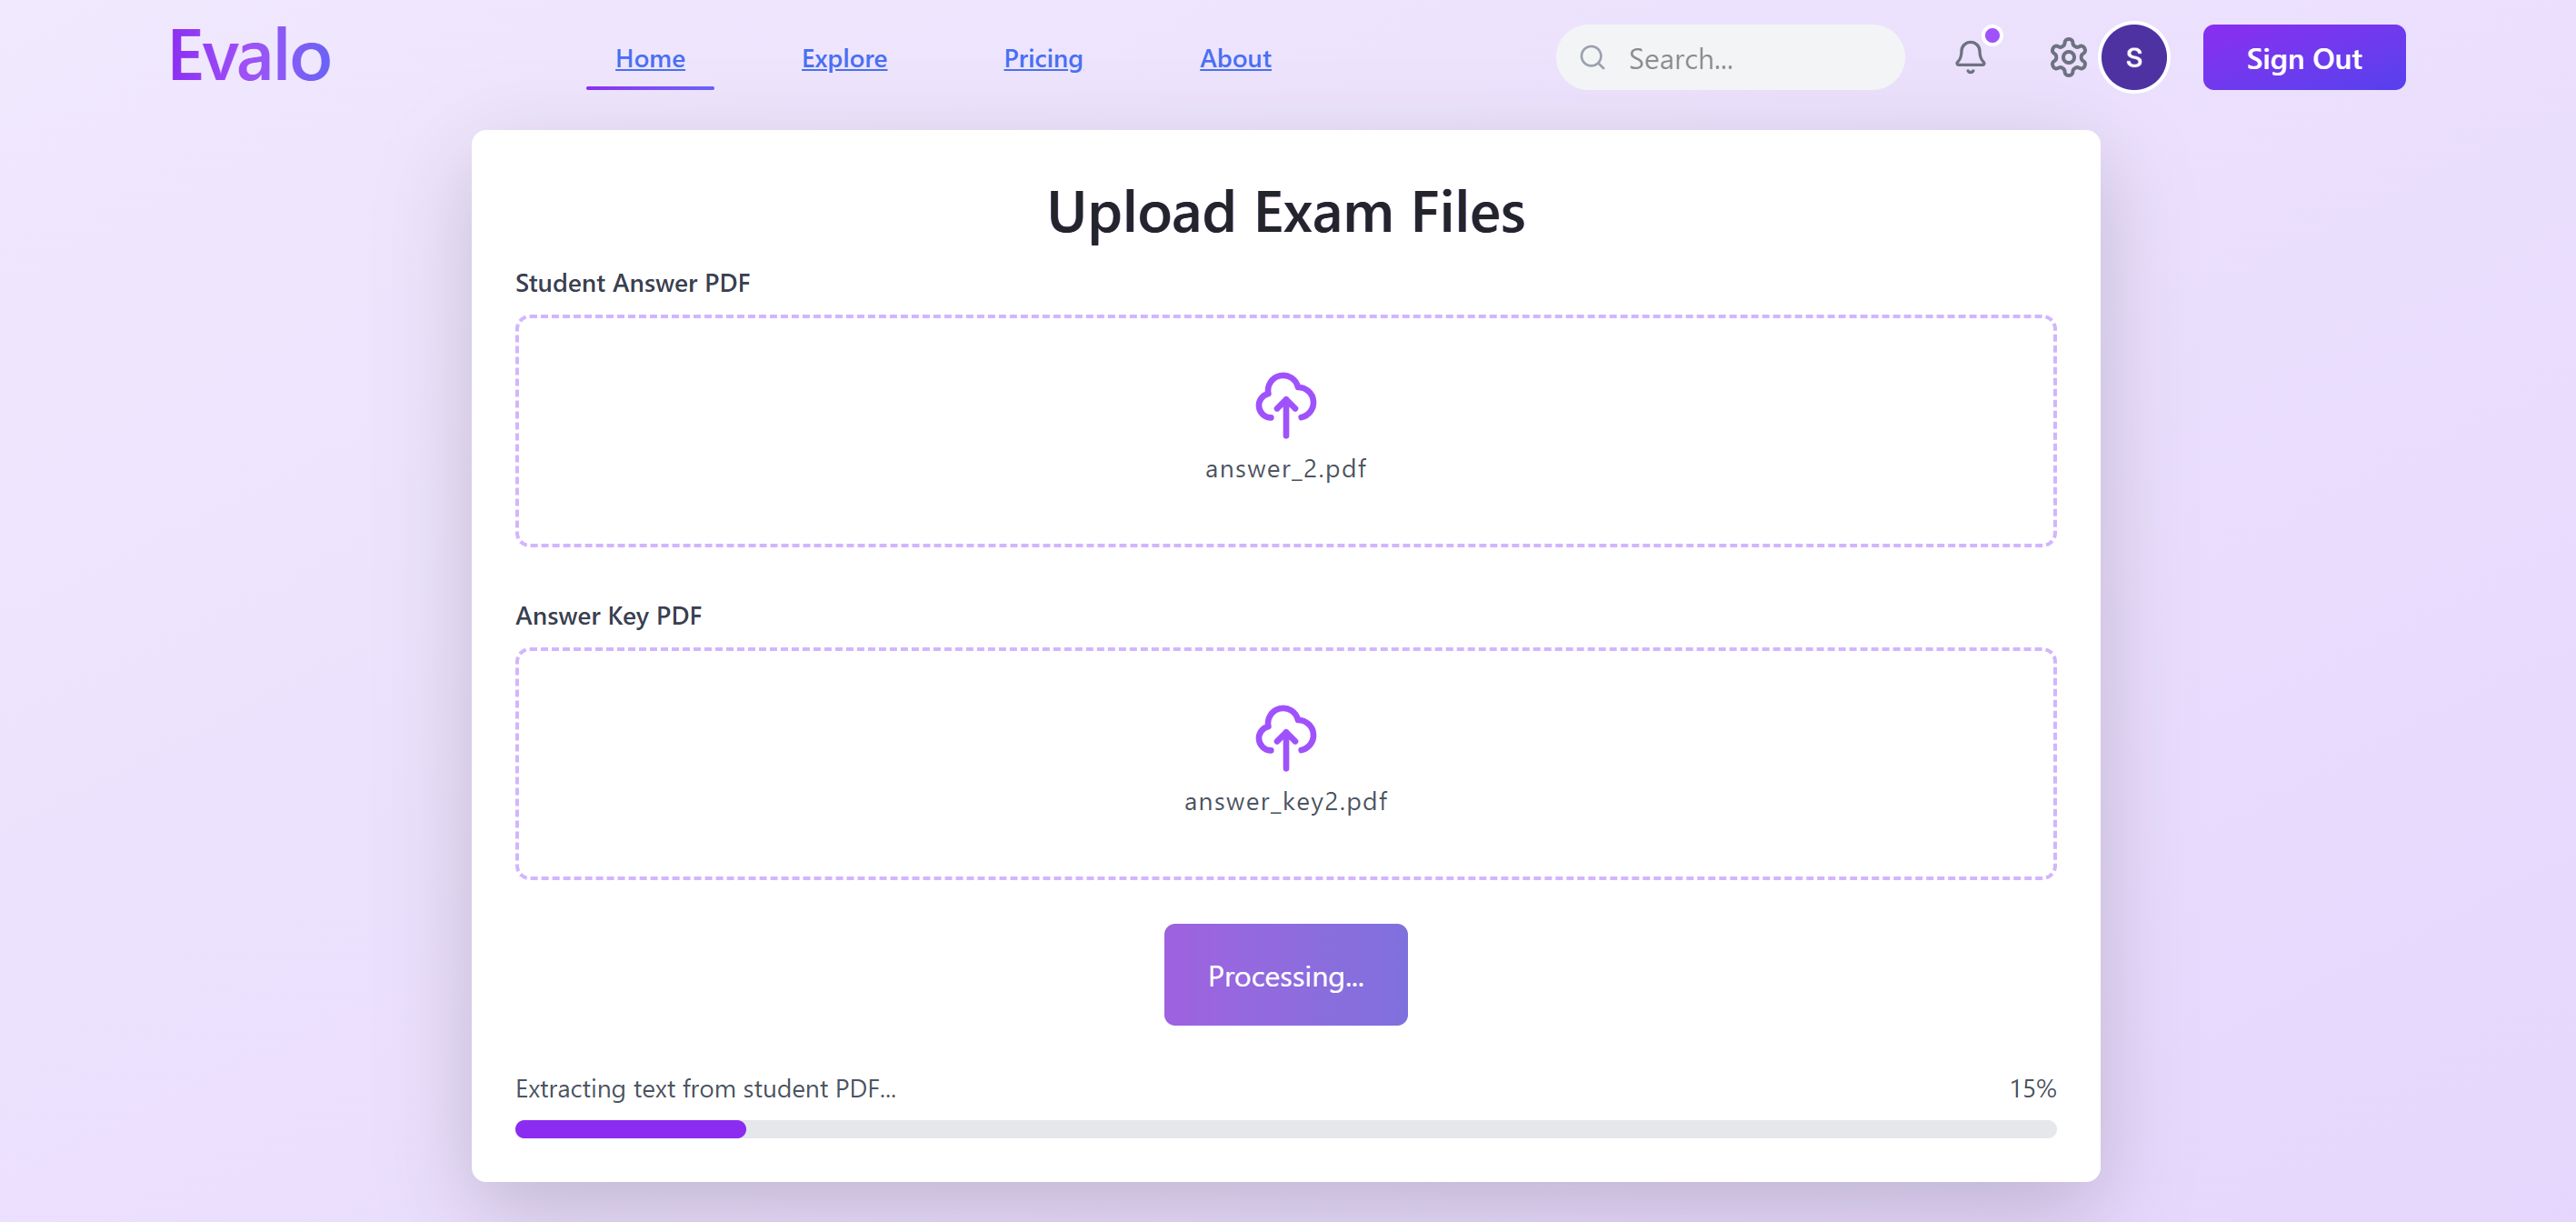 Evalo
Home Explore Pricing About Search... S Sign Out
Upload Exam Files
Student Answer PDF
answer_2.pdf
Answer Key PDF
answer_key2.pdf
Processing...
Extracting text from student PDF... 15%